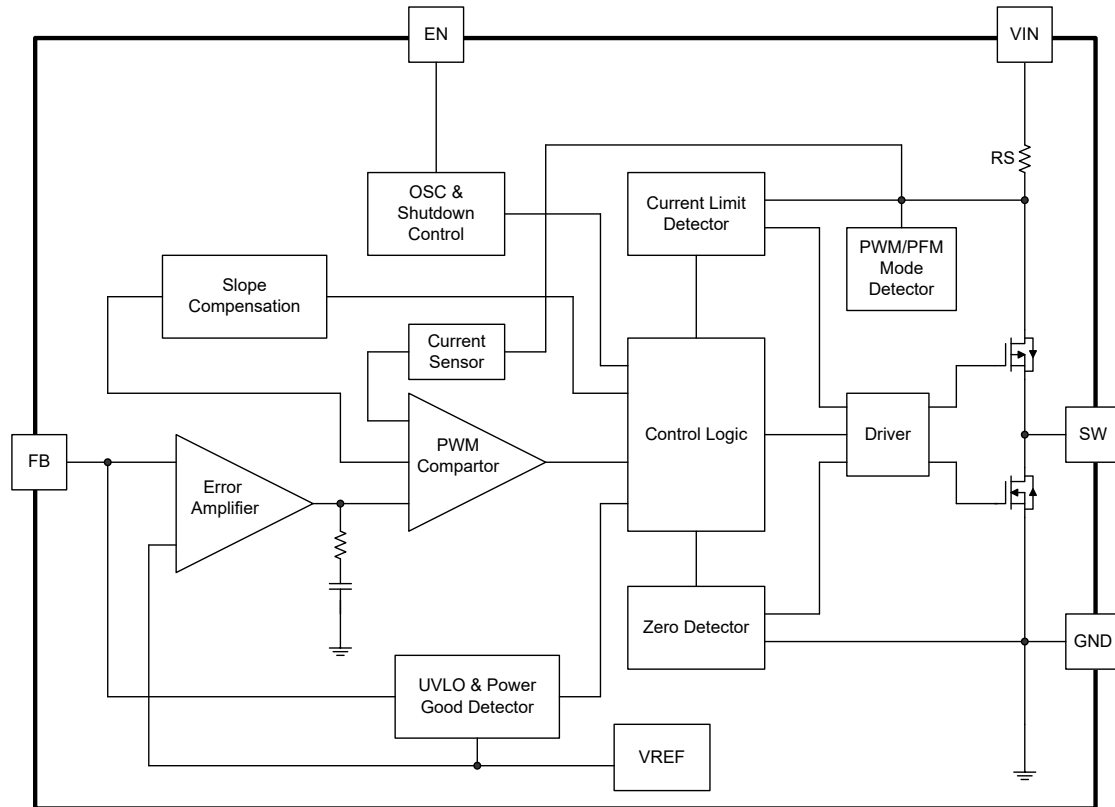 EN
VIN
RS
OSC &
Shutdown
Control
Current Limit
Detector
PWM/PFM
Mode
Detector
Slope
Compensation
Current
Sensor
PWM
Compartor
Control Logic
Driver
SW
FB
Error
Amplifier
Zero Detector
GND
UVLO & Power
Good Detector
VREF